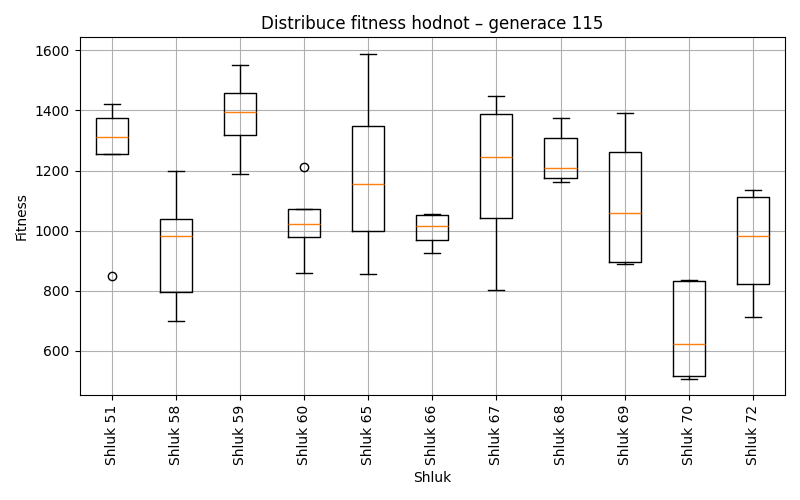 Distribuce fitness hodnot – generace 115
Fitness
1600
1400
1200
1000
800
600
Shluk 51
Shluk 58
Shluk 59
Shluk 60
Shluk 65
Shluk 66
Shluk 67
Shluk 68
Shluk 69
Shluk 70
Shluk 72
Shluk